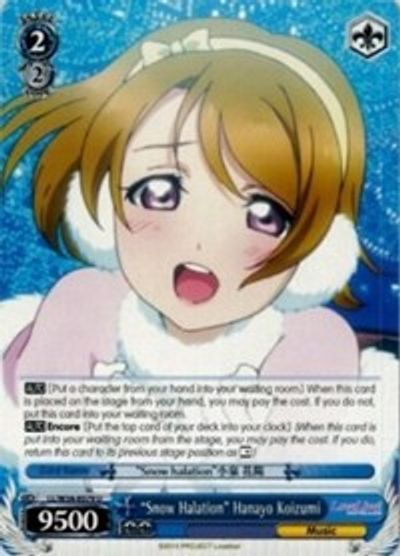 2
2
A/C [Put a character from your hand into your waiting room] When this card
is placed on the stage from your hand, you may pay the cost. If you do not,
put this card into your waiting room.
A/C Encore [Put the top card of your deck into your clock] (When this card is
put into your waiting room from the stage, you may pay the cost. If you do,
return this card to its previous stage position as )
"Snow halation" 小泉 花陽
"Snow Halation" Hanayo Koizumi
9500
Music
PROJECT Lovelive!